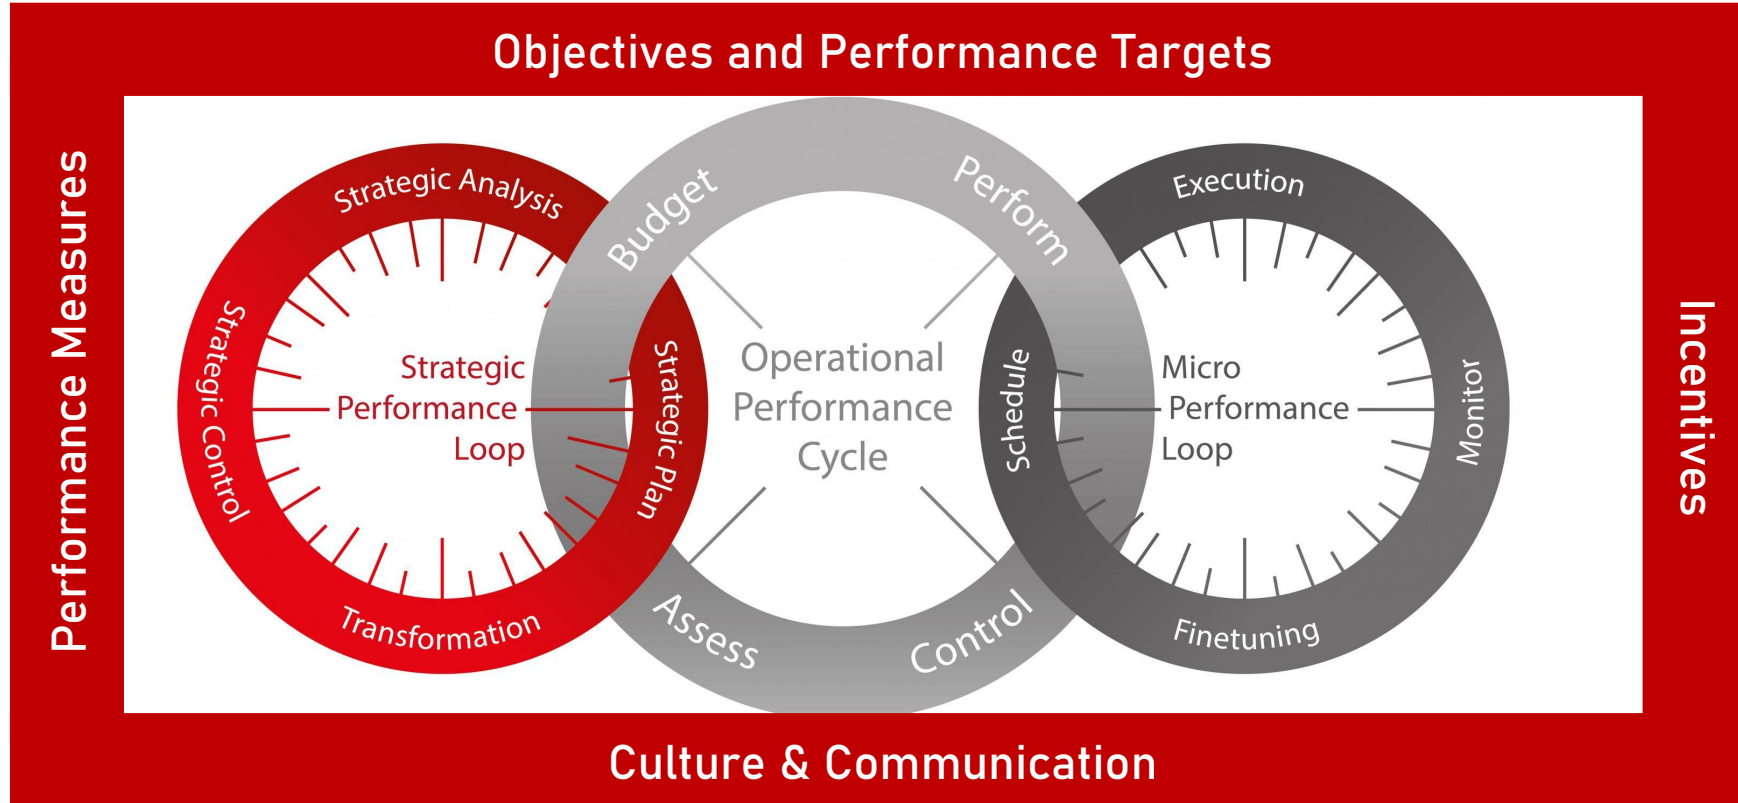 Objectives and Performance Targets
Performance Measures
Strategic Analysis
Strategic Control
Strategic
Performance
Loop
Strategic Plan
Transformation
Budget
Perform
Operational
Performance
Cycle
Assess
Control
Execution
Schedule
Micro
Performance
Loop
Monitor
Finetuning
Incentives
Culture & Communication